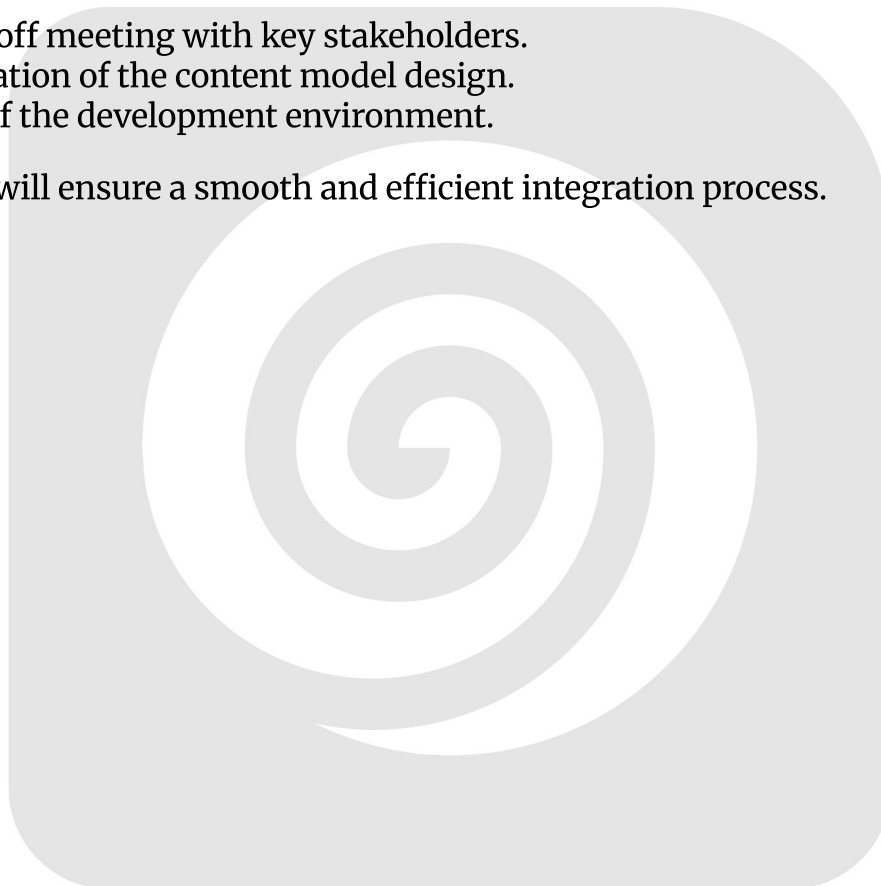 off meeting with key stakeholders.
ation of the content model design.
f the development environment.
will ensure a smooth and efficient integration process.